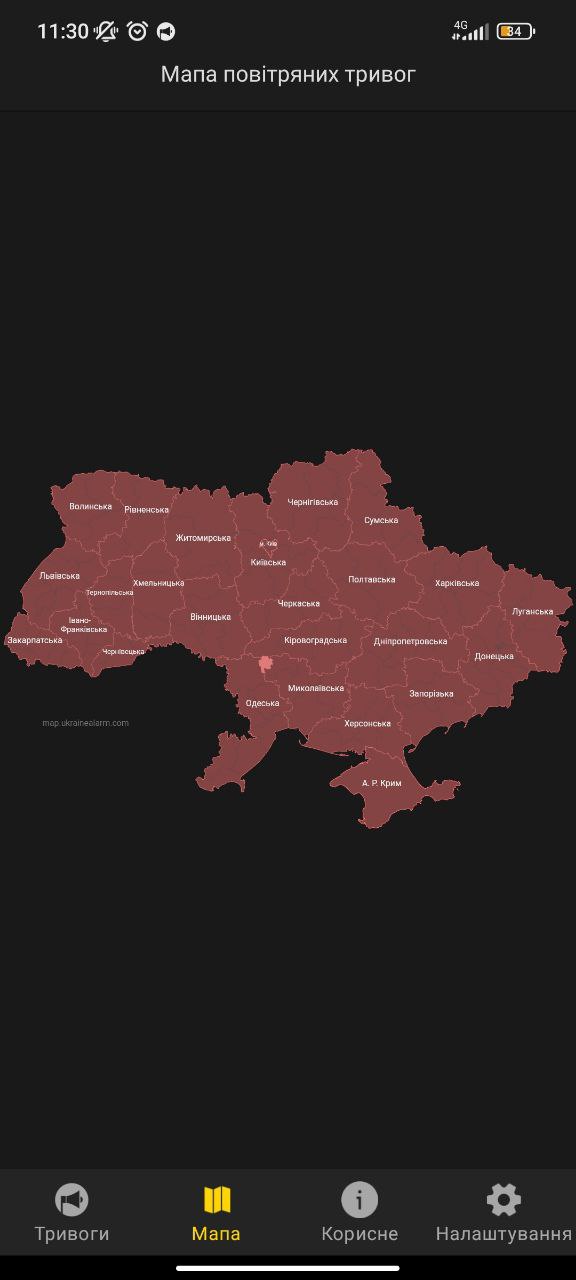 11:30
4G
34
Мапа повітряних тривог
Чернігівська
Волинська
Рівненська
Сумська
Житомирська
м. Київ
Київська
Львівська
Хмельницька
Полтавська
Харківська
Тернопільська
Черкаська
Луганська
Вінницька
Івано-
Франківська
Закарпатська
Кіровоградська
Дніпропетровська
Чернівецька
Донецька
Миколаївська
Запорізька
Одеська
Херсонська
map.ukrainealarm.com
А. Р. Крим
Тривоги
Мапа
Корисне
Налаштування